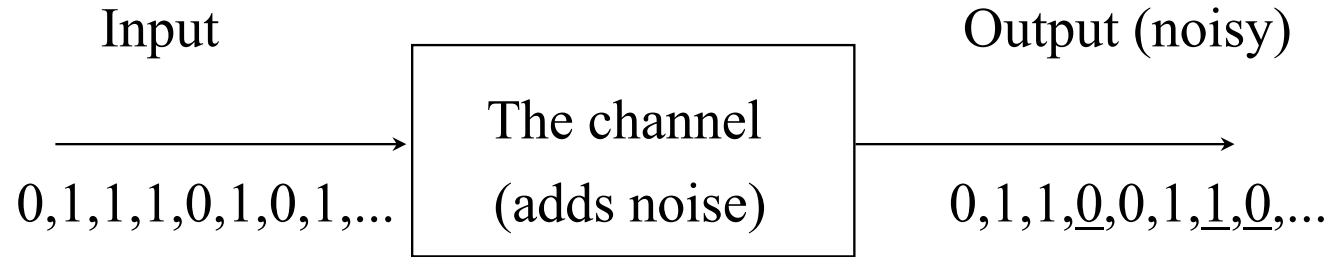 Input
Output (noisy)
The channel
(adds noise)
0,1,1,1,0,1,0,1,...
0,1,1,0,0,1,1,0,...